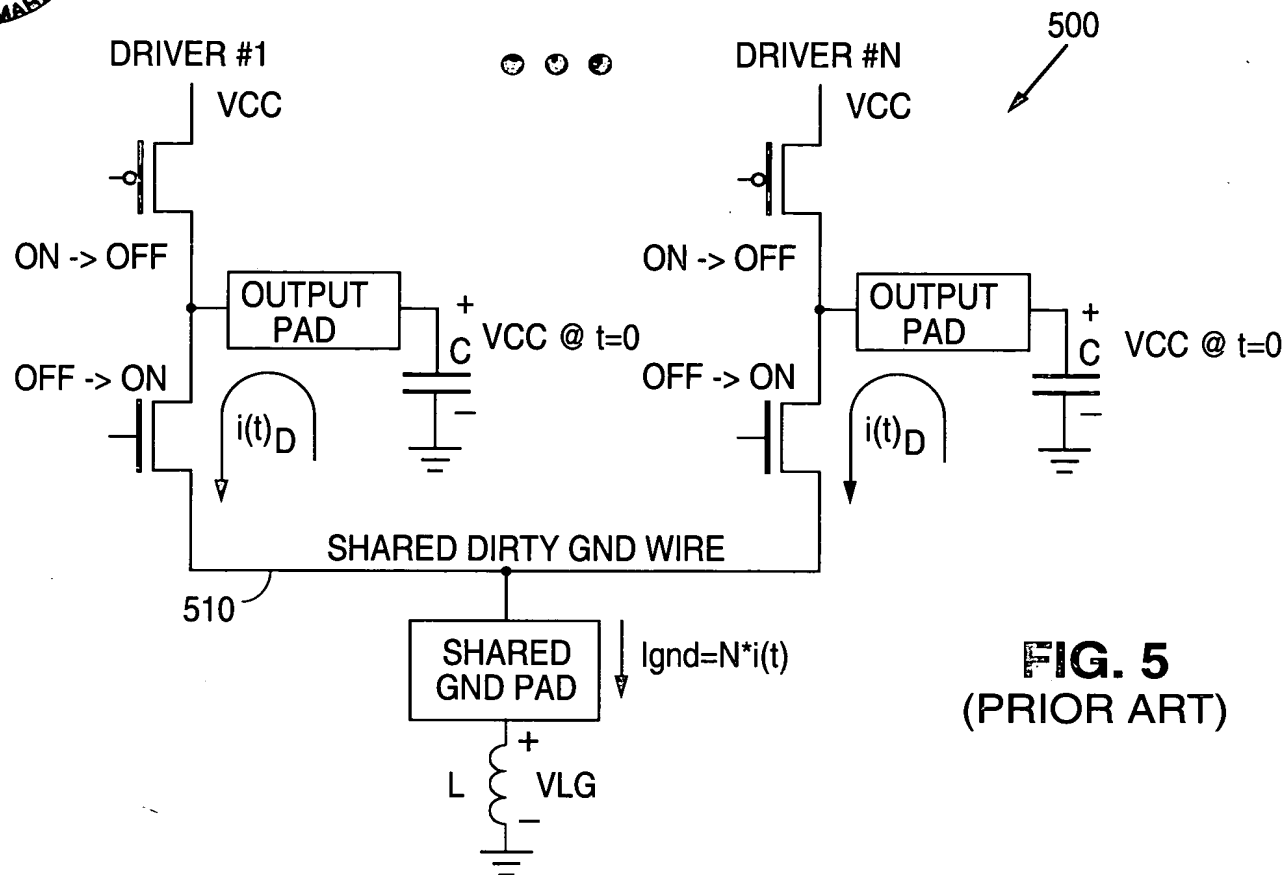 500
DRIVER #1
DRIVER #N
VCC
VCC
ON -> OFF
ON -> OFF
OUTPUT
PAD
OUTPUT
PAD
+
C
VCC @ t=0
−
+
C
VCC @ t=0
−
OFF -> ON
OFF -> ON
i(t)D
i(t)D
SHARED DIRTY GND WIRE
510
SHARED
GND PAD
Ignd=N*i(t)
+
L
VLG
−
FIG. 5
(PRIOR ART)